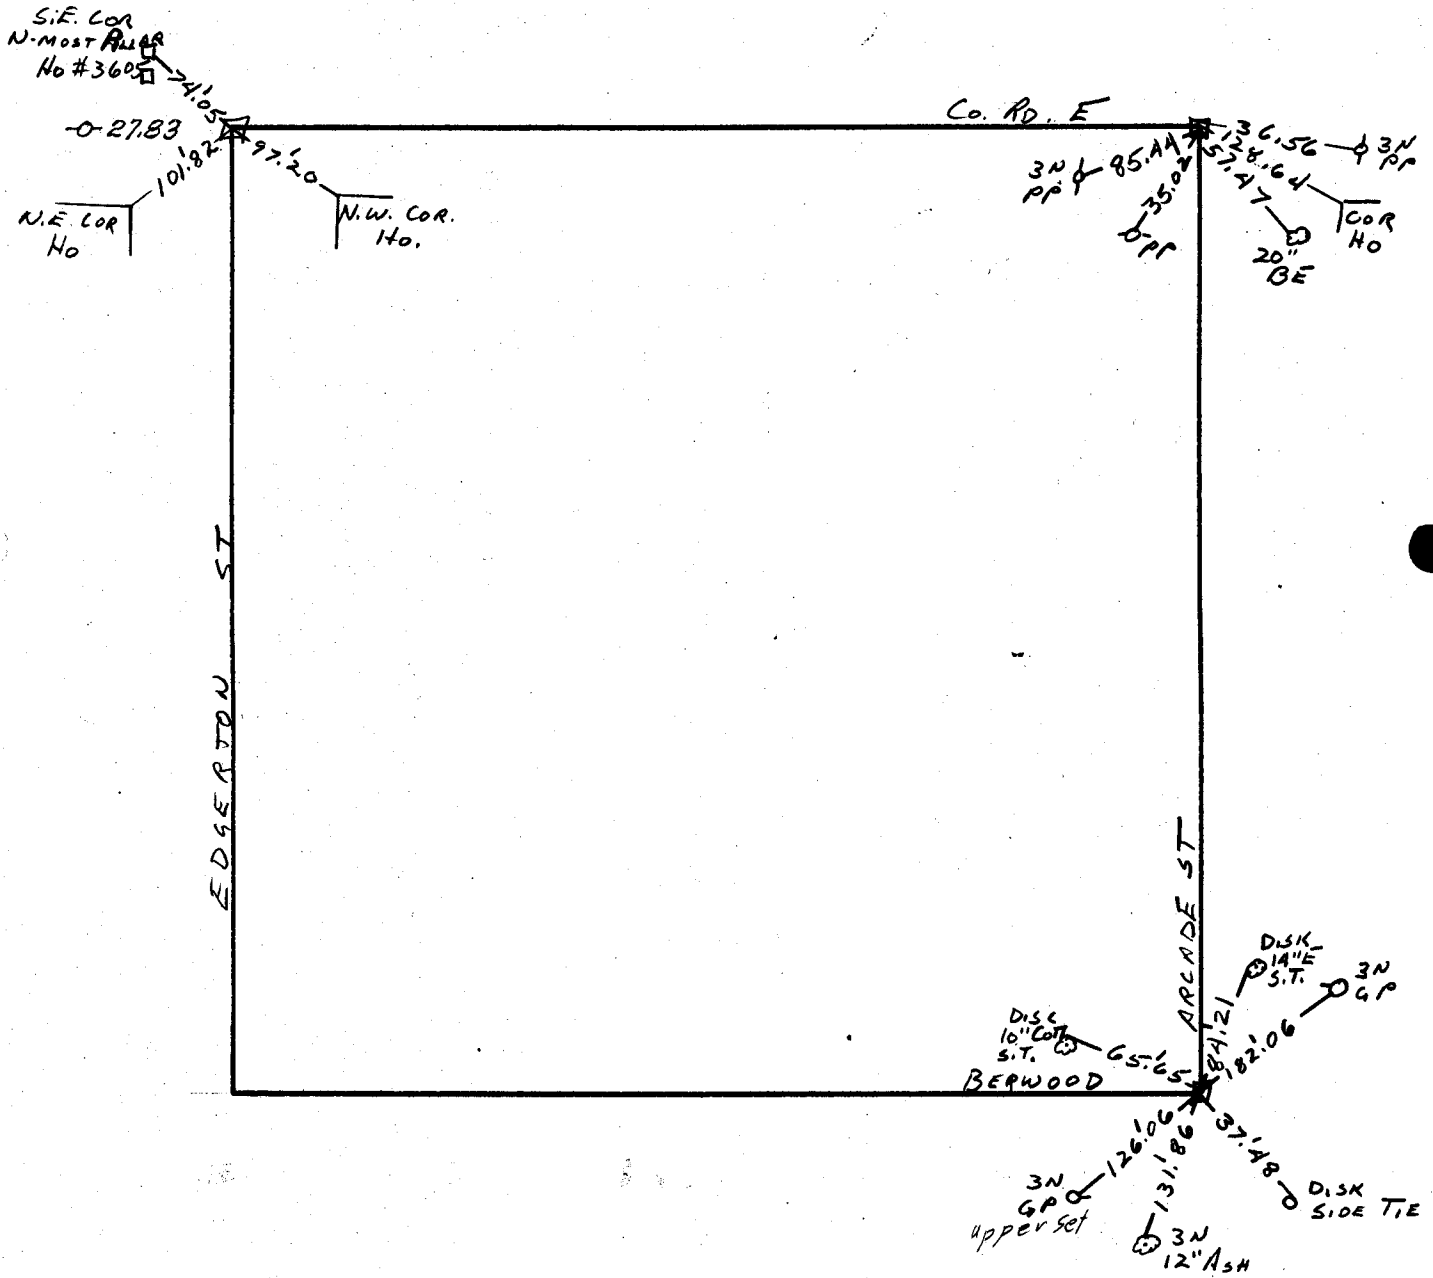 S.E. COR
N-MOST PILLAR
Ho #3605
74.'05
-O- 27.83
101.'82
97.'20
N.E. COR
Ho
N.W. COR.
Ho.
Co. RD. E
3N
PP
85.44
35.02
PP
36.56
3N
PP
128.64
COR
Ho
57.47
20"
BE
EDGERTON ST
ARCADE ST
DISK
14"E
S.T.
84.'21
3N
GP
182.'06
DISC
10" COT
S.T.
65.'65
BERWOOD
126.'06
3N
GP
upper set
131.'86
3N
12" ASH
37.'48
DISK
SIDE TIE